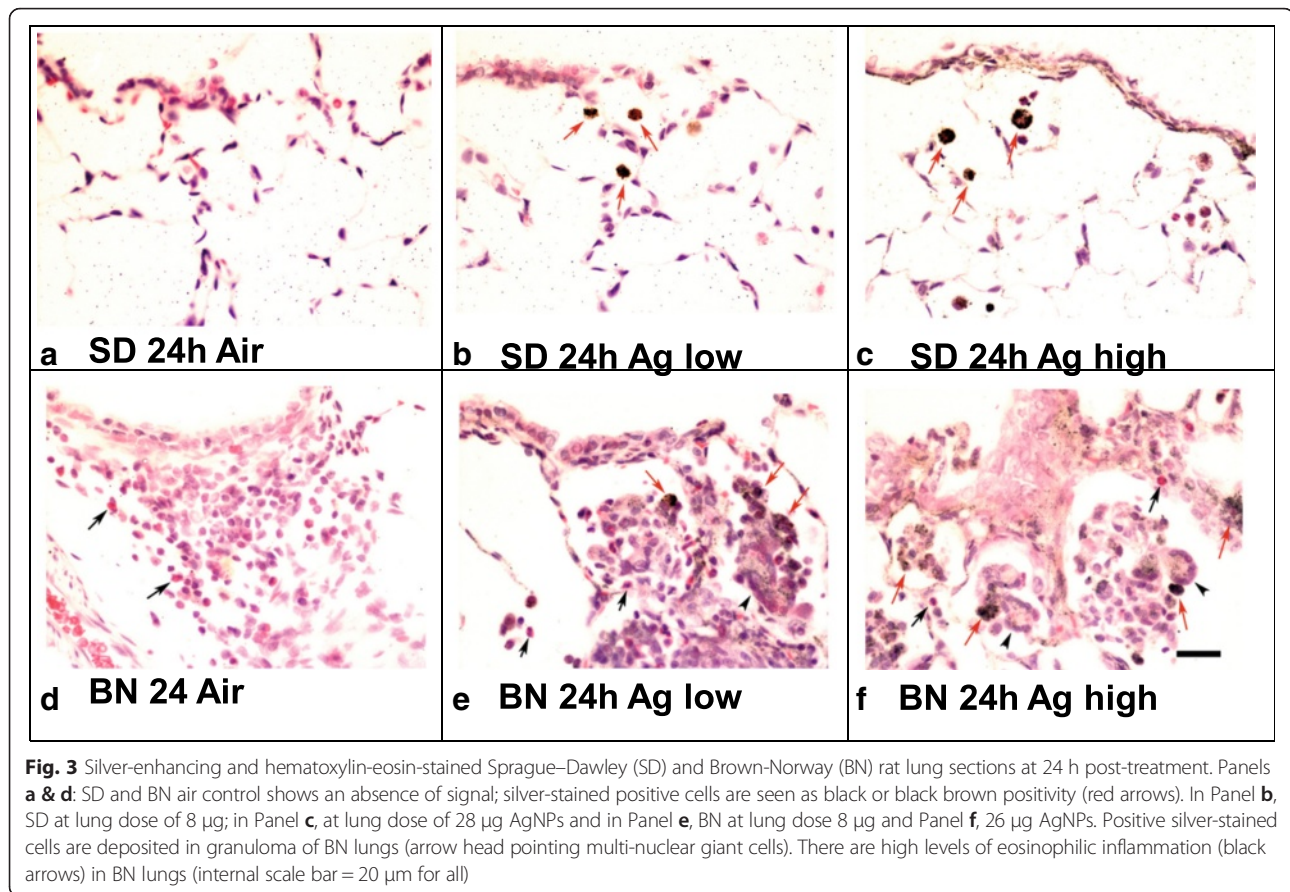 a SD 24h Air
b SD 24h Ag low
c SD 24h Ag high
d BN 24 Air
e BN 24h Ag low
f BN 24h Ag high
Fig. 3 Silver-enhancing and hematoxylin-eosin-stained Sprague–Dawley (SD) and Brown-Norway (BN) rat lung sections at 24 h post-treatment. Panels
a & d: SD and BN air control shows an absence of signal; silver-stained positive cells are seen as black or black brown positivity (red arrows). In Panel b,
SD at lung dose of 8 μg; in Panel c, at lung dose of 28 μg AgNPs and in Panel e, BN at lung dose 8 μg and Panel f, 26 μg AgNPs. Positive silver-stained
cells are deposited in granuloma of BN lungs (arrow head pointing multi-nuclear giant cells). There are high levels of eosinophilic inflammation (black
arrows) in BN lungs (internal scale bar = 20 μm for all)